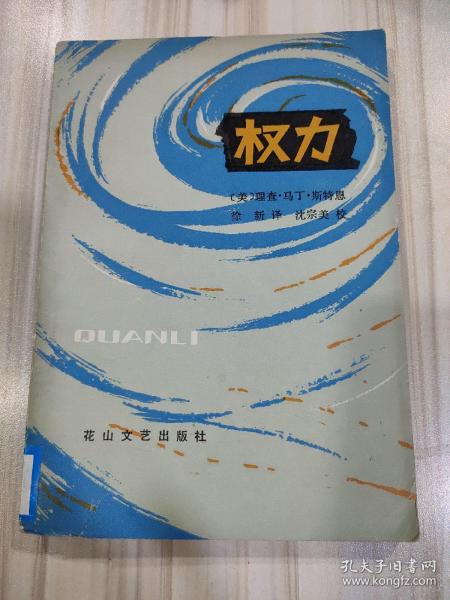 权力
〔美〕理查·马丁·斯特恩
徐新译 沈宗美校
QUANLI
花山文艺出版社
孔夫子旧书网
www.kongfz.com